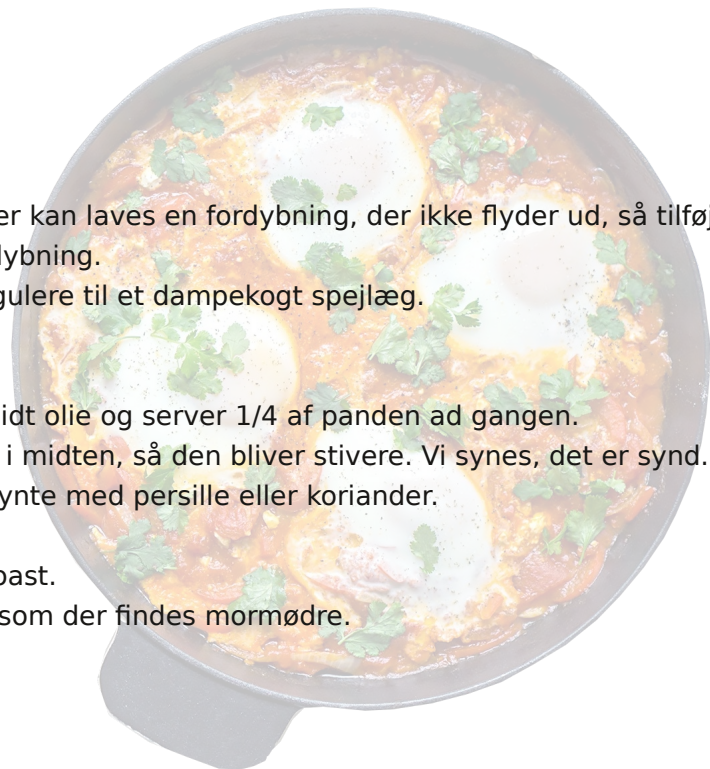 er kan laves en fordybning, der ikke flyder ud, så tilføj
dybning.
gulere til et dampekogt spejlæg.
idt olie og server 1/4 af panden ad gangen.
i midten, så den bliver stivere. Vi synes, det er synd.
ynte med persille eller koriander.
oast.
som der findes mormødre.